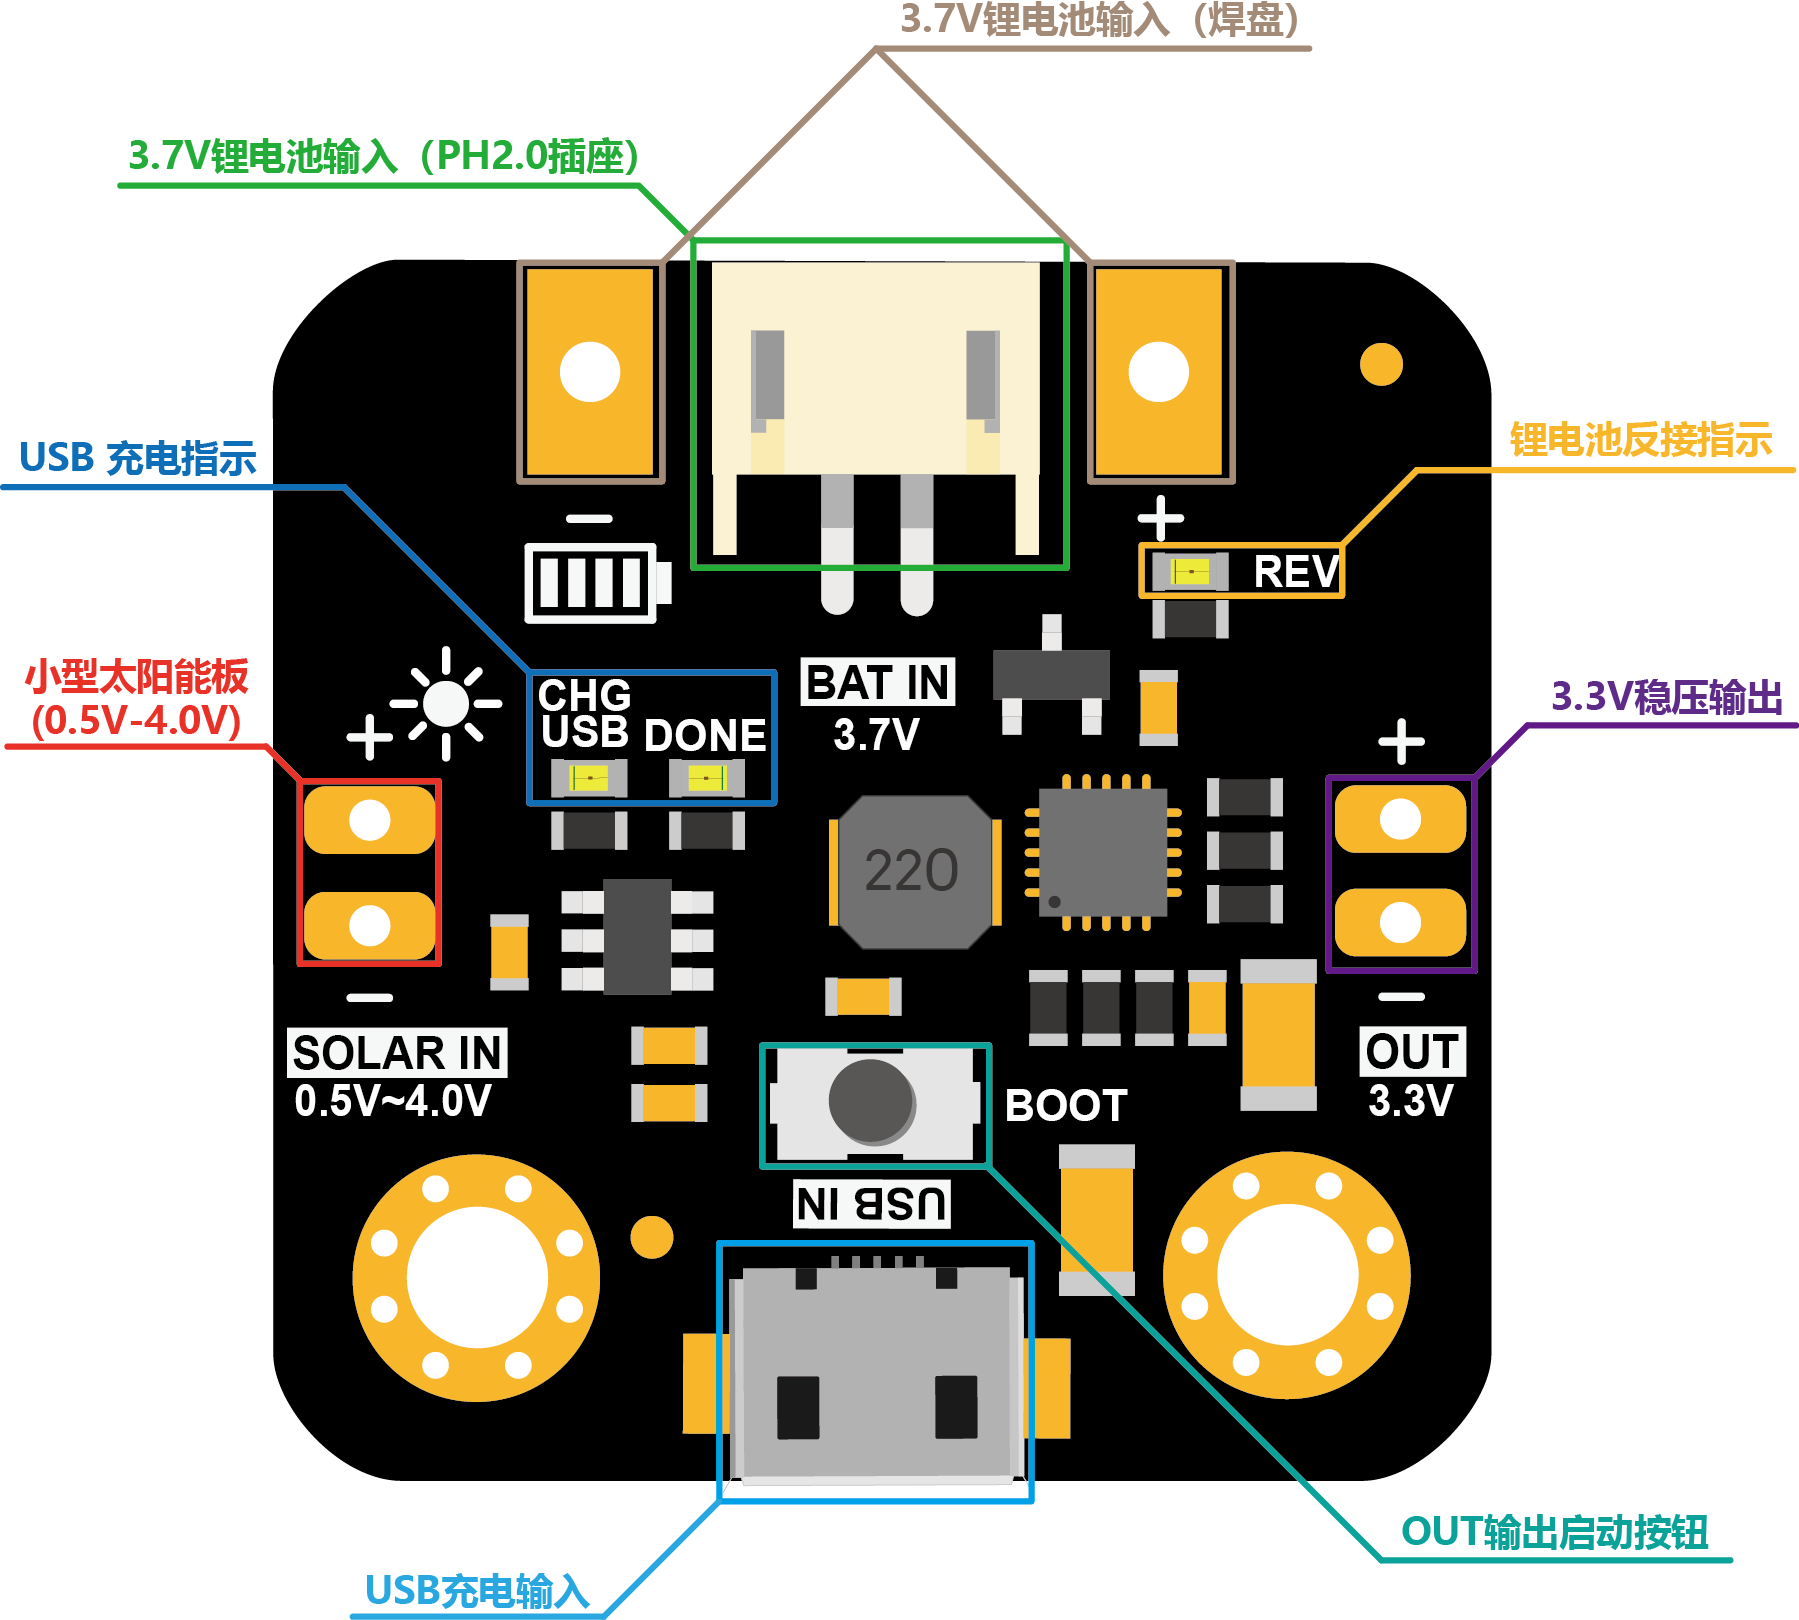 3.7V锂电池输入（焊盘）
3.7V锂电池输入（PH2.0插座）
USB 充电指示
锂电池反接指示
REV
小型太阳能板
(0.5V-4.0V)
CHG
USB DONE
BAT IN
3.7V
3.3V稳压输出
220
SOLAR IN
0.5V~4.0V
OUT
3.3V
BOOT
USB IN
OUT输出启动按钮
USB充电输入